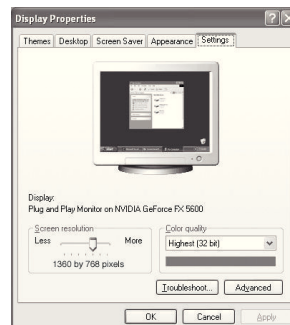 Display Properties
Themes Desktop Screen Saver Appearance Settings
Display:
Plug and Play Monitor on NVIDIA GeForce FX 5600
Screen resolution
Less More
1360 by 768 pixels
Color quality
Highest (32 bit)
Troubleshoot... Advanced
OK Cancel Apply